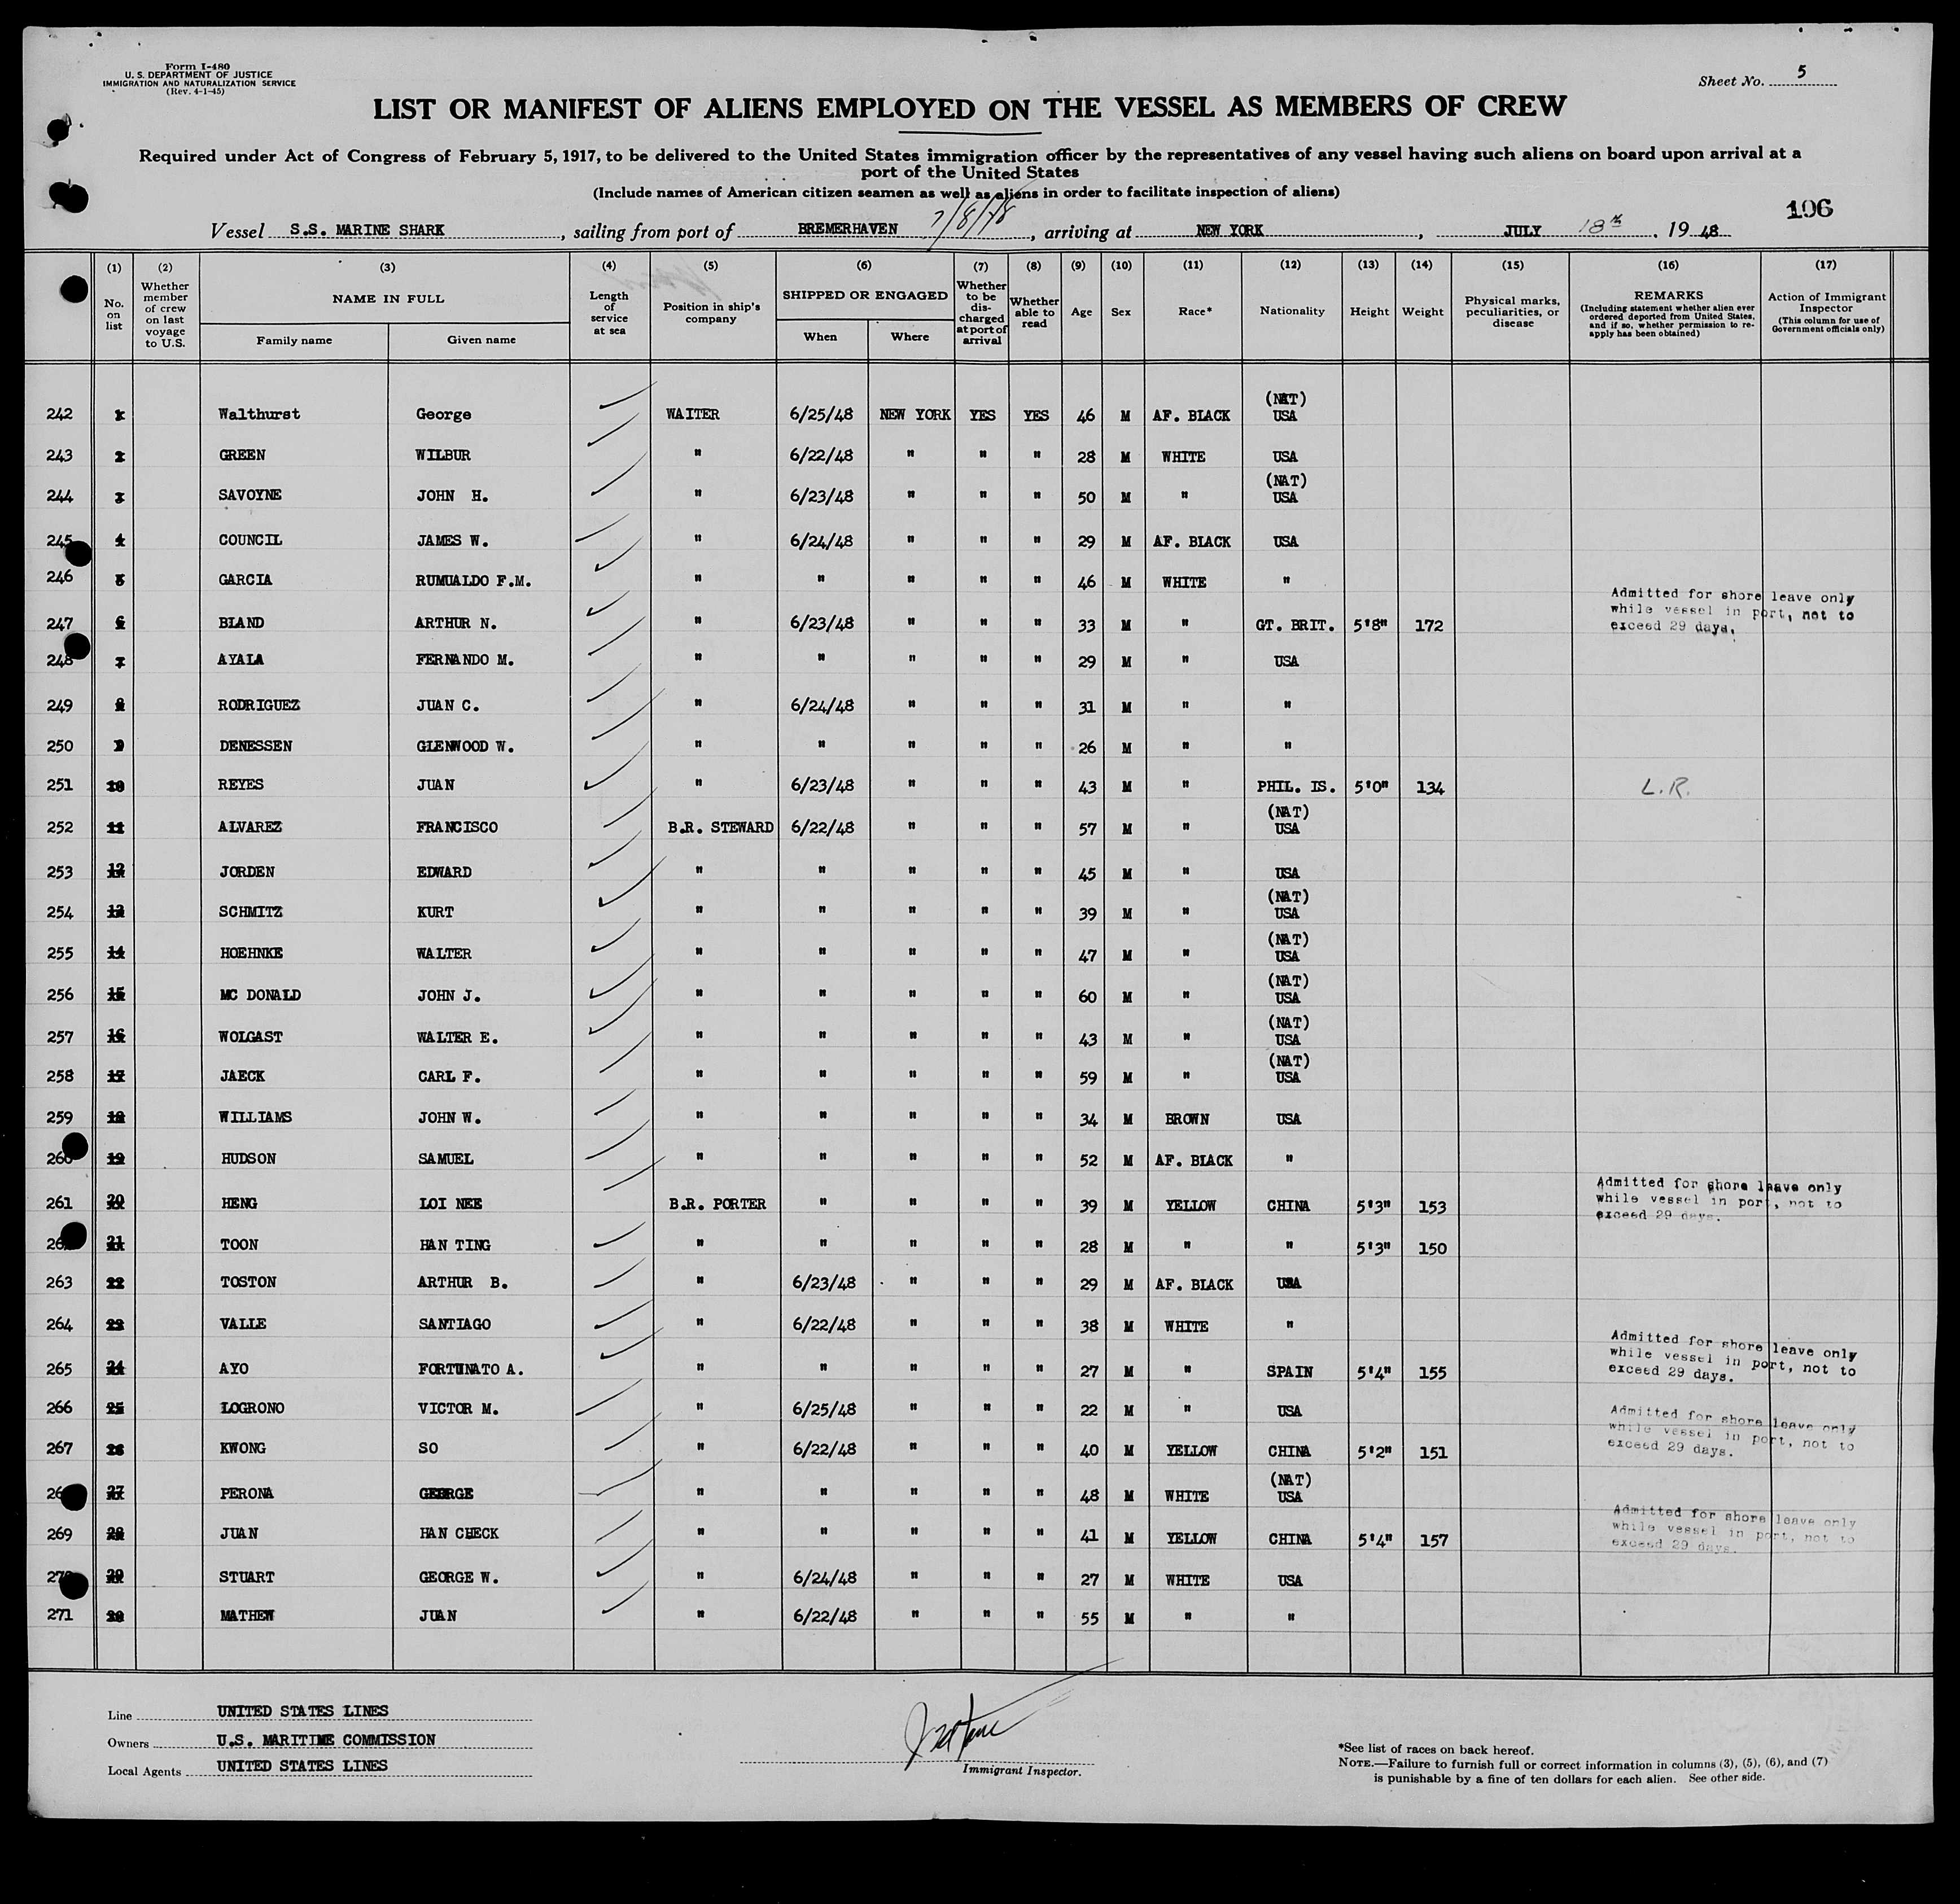 Form I-480
U. S. DEPARTMENT OF JUSTICE
IMMIGRATION AND NATURALIZATION SERVICE
(Rev. 4-1-45)
Sheet No. 5
LIST OR MANIFEST OF ALIENS EMPLOYED ON THE VESSEL AS MEMBERS OF CREW
Required under Act of Congress of February 5, 1917, to be delivered to the United States immigration officer by the representatives of any vessel having such aliens on board upon arrival at a
port of the United States
(Include names of American citizen seamen as well as aliens in order to facilitate inspection of aliens)
106
Vessel S.S. MARINE SHARK, sailing from port of BREMERHAVEN 7/8/48, arriving at NEW YORK, JULY 18th, 1948
(1) (2) (3) (4) (5) (6) (7) (8) (9) (10) (11) (12) (13) (14) (15) (16) (17)
No. on list
Whether member of crew on last voyage to U.S.
NAME IN FULL
Family name Given name
Length of service at sea
Position in ship's company
SHIPPED OR ENGAGED
When Where
Whether to be discharged at port of arrival
Whether able to read
Age Sex Race* Nationality Height Weight
Physical marks, peculiarities, or disease
REMARKS
(Including statement whether alien ever ordered deported from United States, and if so, whether permission to reapply has been obtained)
Action of Immigrant Inspector
(This column for use of Government officials only)
242 1 Walthurst George WAITER 6/25/48 NEW YORK YES YES 46 M AF. BLACK (NAT) USA
243 2 GREEN WILBUR " 6/22/48 " " " 28 M WHITE USA
244 3 SAVOYNE JOHN H. " 6/23/48 " " " 50 M " (NAT) USA
245 4 COUNCIL JAMES W. " 6/24/48 " " " 29 M AF. BLACK USA
246 5 GARCIA RUMUALDO F.M. " " " " " 46 M WHITE "
247 6 BLAND ARTHUR N. " 6/23/48 " " " 33 M " GT. BRIT. 5'8" 172 Admitted for shore leave only while vessel in port, not to exceed 29 days.
248 7 AYALA FERNANDO M. " " " " " 29 M " USA
249 8 RODRIGUEZ JUAN C. " 6/24/48 " " " 31 M " "
250 9 DENESSEN GLENWOOD W. " " " " " 26 M " "
251 10 REYES JUAN " 6/23/48 " " " 43 M " PHIL. IS. 5'0" 134 L.R.
252 11 ALVAREZ FRANCISCO B.R. STEWARD 6/22/48 " " " 57 M " (NAT) USA
253 12 JORDEN EDWARD " " " " " 45 M " USA
254 13 SCHMITZ KURT " " " " " 39 M " (NAT) USA
255 14 HOEHNKE WALTER " " " " " 47 M " (NAT) USA
256 15 MC DONALD JOHN J. " " " " " 60 M " (NAT) USA
257 16 WOLGAST WALTER E. " " " " " 43 M " (NAT) USA
258 17 JAECK CARL F. " " " " " 59 M " (NAT) USA
259 18 WILLIAMS JOHN W. " " " " " 34 M BROWN USA
260 19 HUDSON SAMUEL " " " " " 52 M AF. BLACK "
261 20 HENG LOI NEE B.R. PORTER " " " " 39 M YELLOW CHINA 5'3" 153 Admitted for shore leave only while vessel in port, not to exceed 29 days.
262 21 TOON HAN TING " " " " " 28 M " " 5'3" 150
263 22 TOSTON ARTHUR B. " 6/23/48 " " " 29 M AF. BLACK USA
264 23 VALLE SANTIAGO " 6/22/48 " " " 38 M WHITE "
265 24 AYO FORTUNATO A. " " " " " 27 M " SPAIN 5'4" 155 Admitted for shore leave only while vessel in port, not to exceed 29 days.
266 25 LOGRONO VICTOR M. " 6/25/48 " " " 22 M " USA
267 26 KWONG SO " 6/22/48 " " " 40 M YELLOW CHINA 5'2" 151 Admitted for shore leave only while vessel in port, not to exceed 29 days.
268 27 PERONA GEORGE " " " " " 48 M WHITE (NAT) USA
269 28 JUAN HAN CHECK " " " " " 41 M YELLOW CHINA 5'4" 157 Admitted for shore leave only while vessel in port, not to exceed 29 days.
270 29 STUART GEORGE W. " 6/24/48 " " " 27 M WHITE USA
271 30 MATHEW JUAN " 6/22/48 " " " 55 M " "
Line UNITED STATES LINES
Owners U.S. MARITIME COMMISSION
Local Agents UNITED STATES LINES
Immigrant Inspector.
*See list of races on back hereof.
NOTE.—Failure to furnish full or correct information in columns (3), (5), (6), and (7)
is punishable by a fine of ten dollars for each alien. See other side.